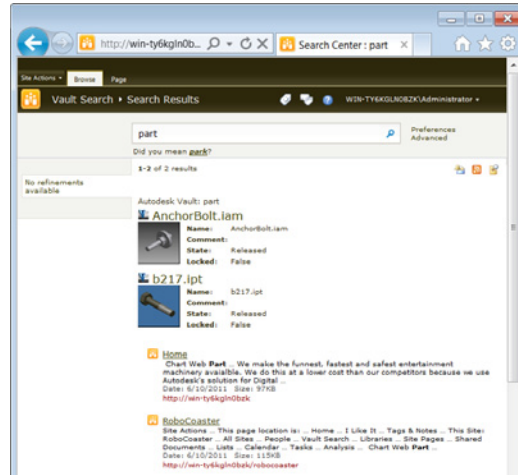 http://win-ty6kgln0b...
Search Center : part
Site Actions
Browse
Page
Vault Search ▸ Search Results
WIN-TY6KGLN0BZK\Administrator
part
Preferences
Advanced
Did you mean park?
1-2 of 2 results
No refinements
available
Autodesk Vault: part
AnchorBolt.iam
Name: AnchorBolt.iam
Comment:
State: Released
Locked: False
b217.ipt
Name: b217.ipt
Comment:
State: Released
Locked: False
Home
Chart Web Part ... We make the funnest, fastest and safest entertainment
machinery avaialble. We do this at a lower cost than our competitors because we use
Autodesk's solution for Digital ...
Date: 6/10/2011 Size: 97KB
http://win-ty6kgln0bzk
RoboCoaster
Site Actions ... This page location is: ... Home ... I Like It ... Tags & Notes ... This Site:
RoboCoaster ... All Sites ... People ... Vault Search ... Libraries ... Site Pages ... Shared
Documents ... Lists ... Calendar ... Tasks ... Analysis ... Chart Web Part ...
Date: 6/10/2011 Size: 115KB
http://win-ty6kgln0bzk/robocoaster